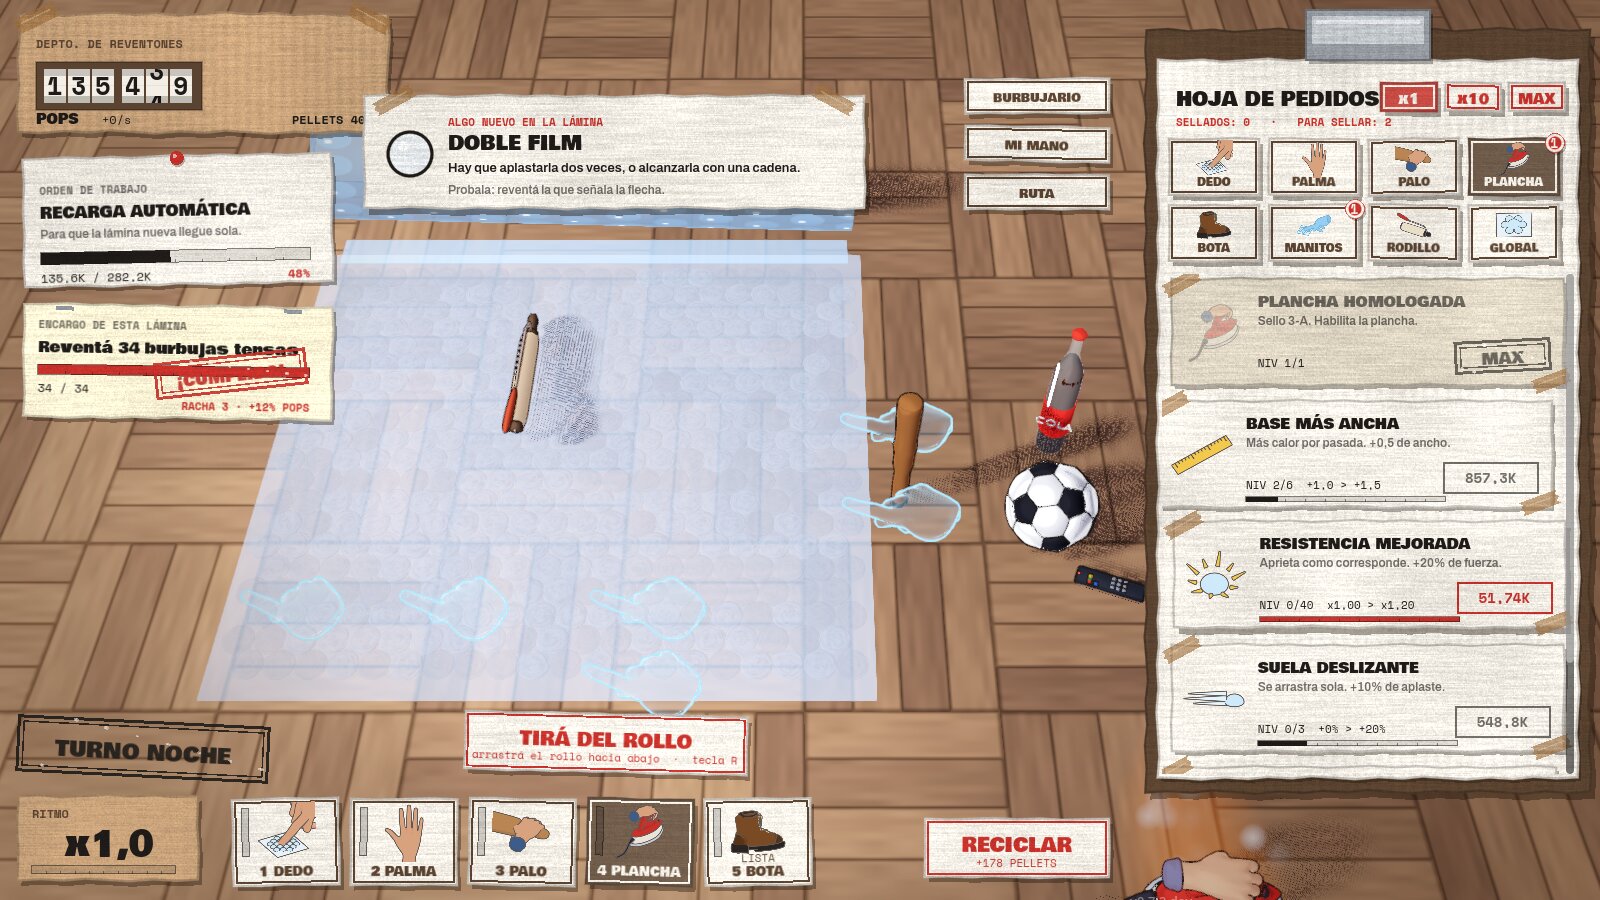 DEPTO. DE REVENTONES
1 3 5 4 9
POPS +0/s PELLETS 40
ORDEN DE TRABAJO
RECARGA AUTOMÁTICA
Para que la lámina nueva llegue sola.
135.6K / 282.2K 48%
ENCARGO DE ESTA LÁMINA
Reventá 34 burbujas tensas
34 / 34
RACHA 3 · +12% POPS
ALGO NUEVO EN LA LÁMINA
DOBLE FILM
Hay que aplastarla dos veces, o alcanzarla con una cadena.
Probala: reventá la que señala la flecha.
BURBUJARIO
MI MANO
RUTA
COLA
HOJA DE PEDIDOS x1 x10 MAX
SELLADOS: 0 · PARA SELLAR: 2
DEDO
PALMA
PALO
PLANCHA
1
BOTA
MANITOS
1
RODILLO
GLOBAL
PLANCHA HOMOLOGADA
Sello 3-A. Habilita la plancha.
NIV 1/1
MAX
BASE MÁS ANCHA
Más calor por pasada. +0,5 de ancho.
NIV 2/6 +1.0 > +1.5
857.3K
RESISTENCIA MEJORADA
Aprieta como corresponde. +20% de fuerza.
NIV 0/40 x1.00 > x1.20
51.74K
SUELA DESLIZANTE
Se arrastra sola. +10% de aplaste.
NIV 0/3 +0% > +20%
548.8K
TURNO NOCHE
TIRÁ DEL ROLLO
arrastrá el rollo hacia abajo · tecla R
RITMO
x1,0
1 DEDO
2 PALMA
3 PALO
4 PLANCHA
LISTA
5 BOTA
RECICLAR
+178 PELLETS